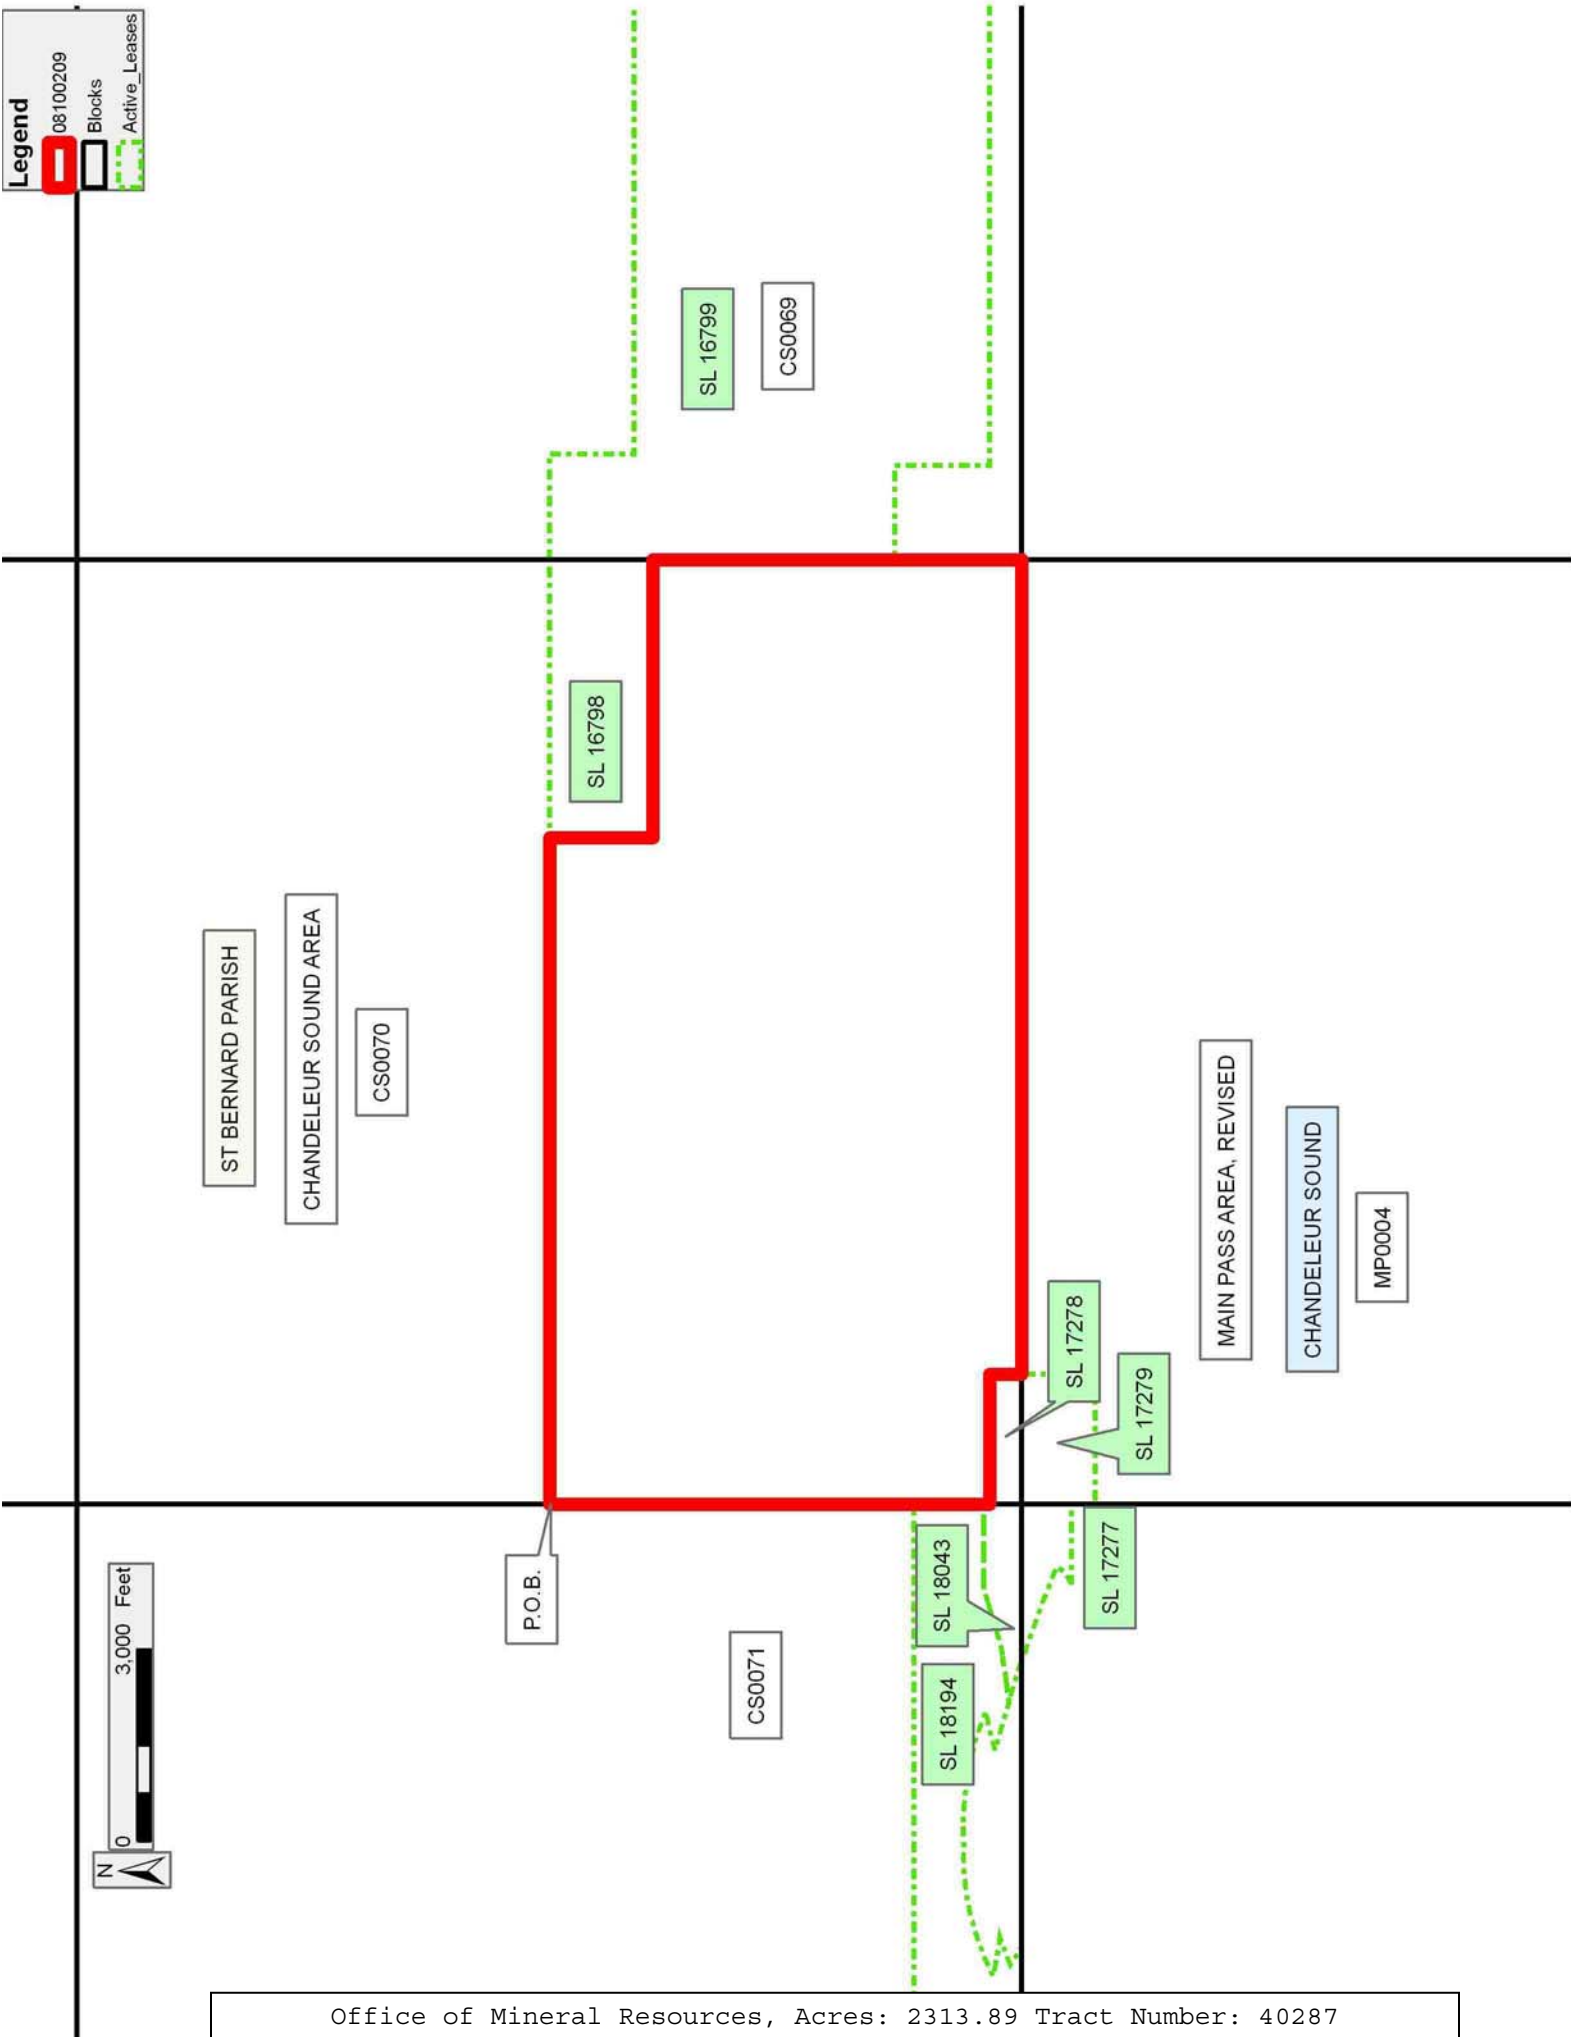 Legend
08100209
Blocks
Active_Leases
N
0 3,000 Feet
ST BERNARD PARISH
CHANDELEUR SOUND AREA
CS0070
P.O.B.
SL 16798
SL 16799
CS0069
CS0071
SL 18194
SL 18043
SL 17277
SL 17278
SL 17279
MAIN PASS AREA, REVISED
CHANDELEUR SOUND
MP0004
Office of Mineral Resources, Acres: 2313.89 Tract Number: 40287